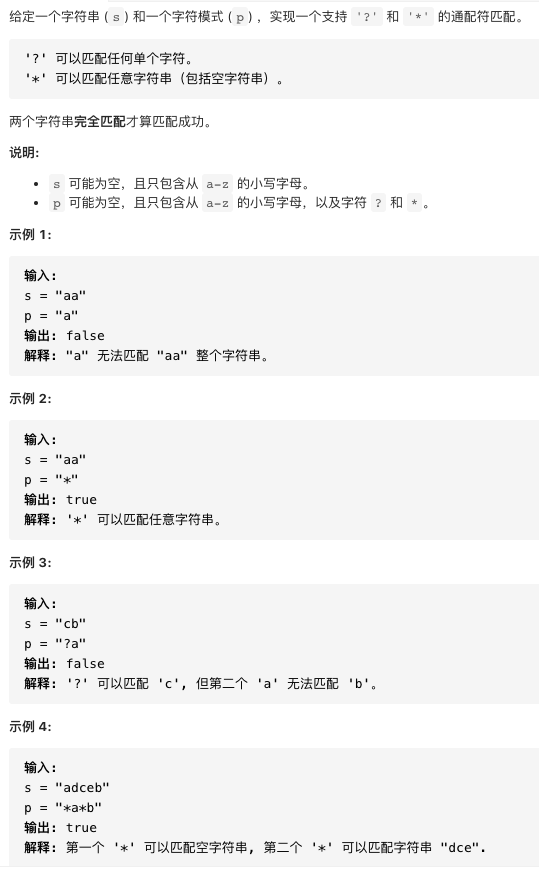 给定一个字符串 (s) 和一个字符模式 (p) ，实现一个支持 '?' 和 '*' 的通配符匹配。
'?' 可以匹配任何单个字符。
'*' 可以匹配任意字符串（包括空字符串）。
两个字符串完全匹配才算匹配成功。
说明:
s 可能为空，且只包含从 a-z 的小写字母。
p 可能为空，且只包含从 a-z 的小写字母，以及字符 ? 和 *。
示例 1:
输入:
s = "aa"
p = "a"
输出: false
解释: "a" 无法匹配 "aa" 整个字符串。
示例 2:
输入:
s = "aa"
p = "*"
输出: true
解释: '*' 可以匹配任意字符串。
示例 3:
输入:
s = "cb"
p = "?a"
输出: false
解释: '?' 可以匹配 'c', 但第二个 'a' 无法匹配 'b'。
示例 4:
输入:
s = "adceb"
p = "*a*b"
输出: true
解释: 第一个 '*' 可以匹配空字符串, 第二个 '*' 可以匹配字符串 "dce".